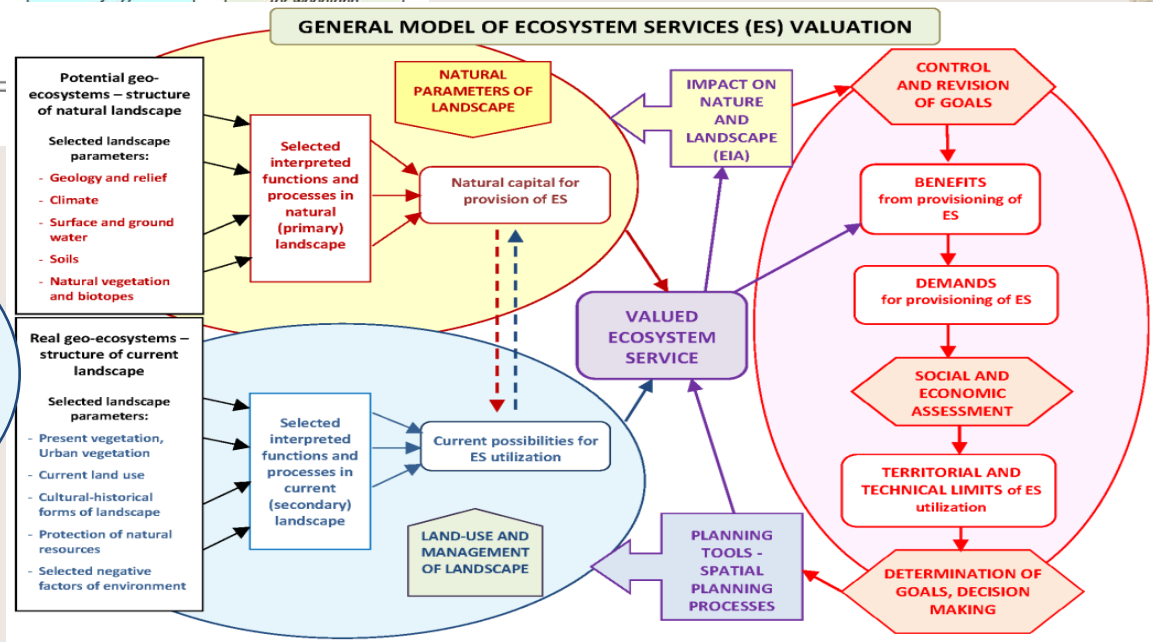 GENERAL MODEL OF ECOSYSTEM SERVICES (ES) VALUATION
Potential geo-
ecosystems – structure
of natural landscape
Selected landscape
parameters:
- Geology and relief
- Climate
- Surface and ground
water
- Soils
- Natural vegetation
and biotopes
Selected
interpreted
functions and
processes in
natural
(primary)
landscape
NATURAL
PARAMETERS OF
LANDSCAPE
Natural capital for
provision of ES
Real geo-ecosystems –
structure of current
landscape
Selected landscape
parameters:
- Present vegetation,
Urban vegetation
- Current land use
- Cultural-historical
forms of landscape
- Protection of natural
resources
- Selected negative
factors of environment
Selected
interpreted
functions and
processes in
current
(secondary)
landscape
Current possibilities for
ES utilization
LAND-USE AND
MANAGEMENT
OF LANDSCAPE
IMPACT ON
NATURE
AND
LANDSCAPE
(EIA)
VALUED
ECOSYSTEM
SERVICE
PLANNING
TOOLS -
SPATIAL
PLANNING
PROCESSES
CONTROL
AND REVISION
OF GOALS
BENEFITS
from provisioning of
ES
DEMANDS
for provisioning of ES
SOCIAL AND
ECONOMIC
ASSESSMENT
TERRITORIAL AND
TECHNICAL LIMITS of ES
utilization
DETERMINATION OF
GOALS, DECISION
MAKING